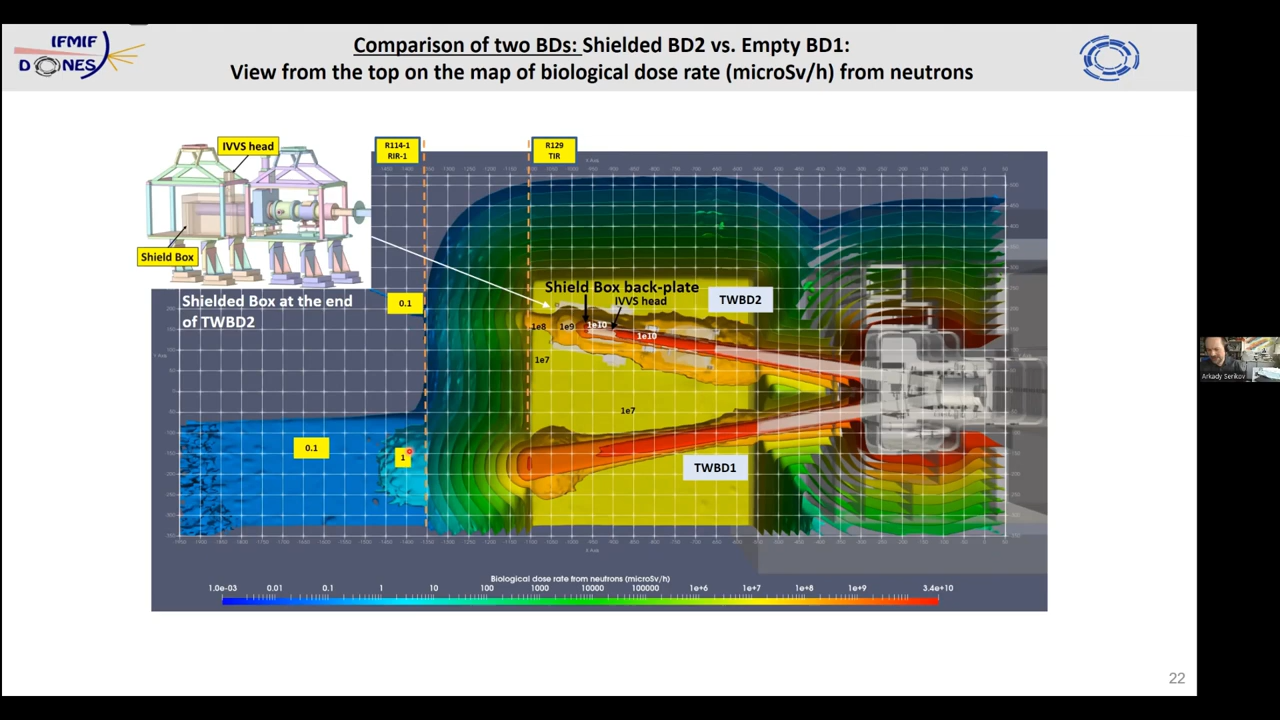 IFMIF
DONES
Comparison of two BDs: Shielded BD2 vs. Empty BD1:
View from the top on the map of biological dose rate (microSv/h) from neutrons
IVVS head
Shield Box
R114-1
RIR-1
R129
TIR
Shielded Box at the end
of TWBD2
0.1
Shield Box back-plate
IVVS head
TWBD2
1e8
1e9
1e10
1e10
1e7
1e7
0.1
1
TWBD1
Biological dose rate from neutrons (microSv/h)
1.0e-03 0.01 0.1 1 10 100 1000 10000 100000 1e+6 1e+7 1e+8 1e+9 3.4e+10
22
Arkady Serikov